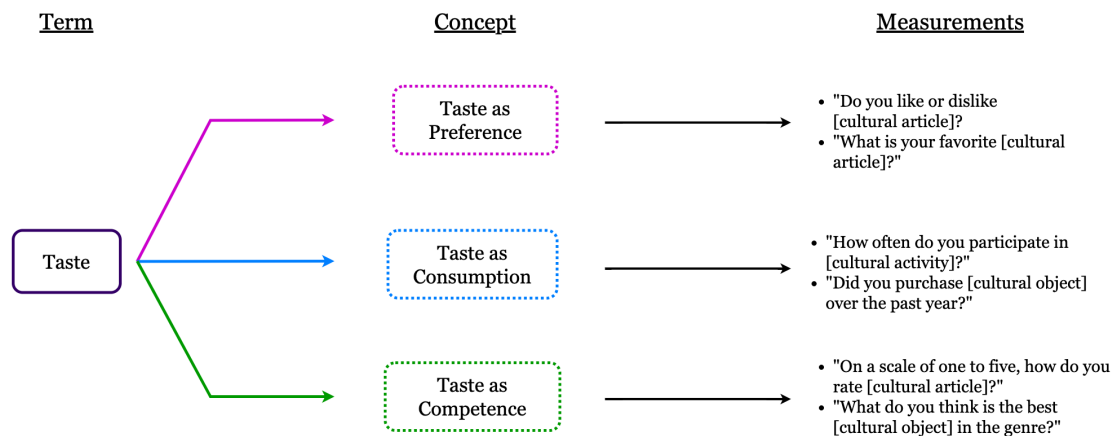 Term
Concept
Measurements
Taste
Taste as
Preference
• "Do you like or dislike
[cultural article]?
• "What is your favorite [cultural
article]?"
Taste as
Consumption
• "How often do you participate in
[cultural activity]?"
• "Did you purchase [cultural object]
over the past year?"
Taste as
Competence
• "On a scale of one to five, how do you
rate [cultural article]?"
• "What do you think is the best
[cultural object] in the genre?"